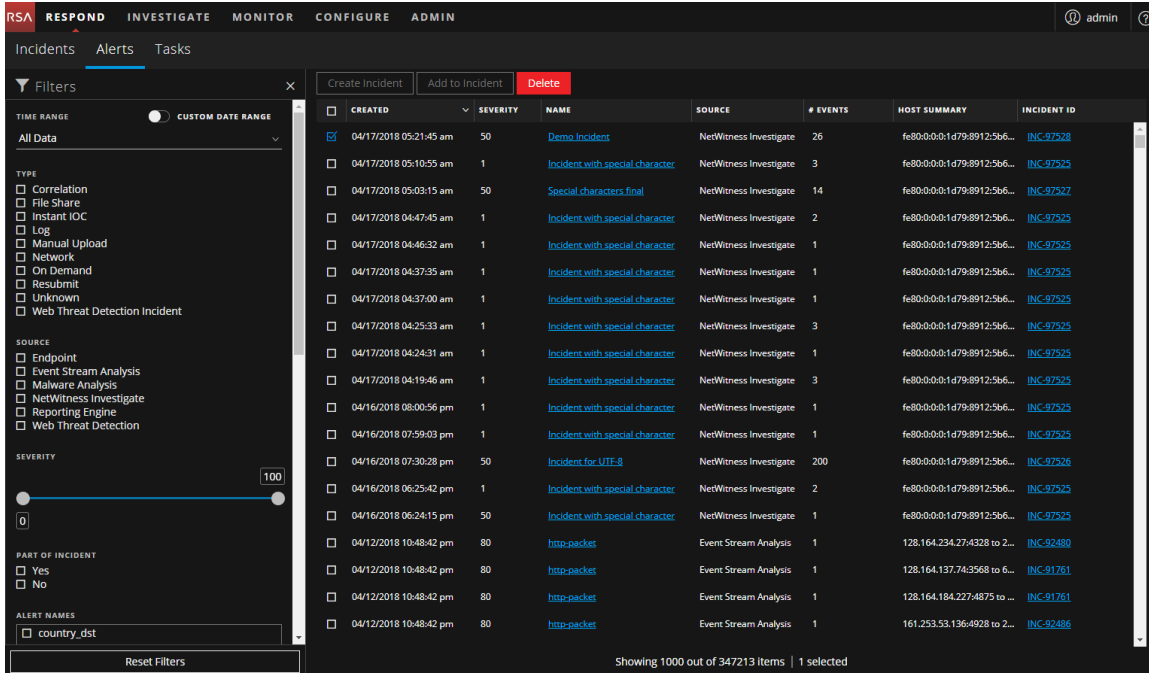 RSA RESPOND INVESTIGATE MONITOR CONFIGURE ADMIN admin
Incidents Alerts Tasks
Filters
Create Incident Add to Incident Delete
TIME RANGE CUSTOM DATE RANGE
All Data
TYPE
Correlation
File Share
Instant IOC
Log
Manual Upload
Network
On Demand
Resubmit
Unknown
Web Threat Detection Incident
SOURCE
Endpoint
Event Stream Analysis
Malware Analysis
NetWitness Investigate
Reporting Engine
Web Threat Detection
SEVERITY
100
0
PART OF INCIDENT
Yes
No
ALERT NAMES
country_dst
Reset Filters
CREATED SEVERITY NAME SOURCE # EVENTS HOST SUMMARY INCIDENT ID
04/17/2018 05:21:45 am 50 Demo Incident NetWitness Investigate 26 fe80:0:0:0:1d79:8912:5b6... INC-97528
04/17/2018 05:10:55 am 1 Incident with special character NetWitness Investigate 3 fe80:0:0:0:1d79:8912:5b6... INC-97525
04/17/2018 05:03:15 am 50 Special characters final NetWitness Investigate 14 fe80:0:0:0:1d79:8912:5b6... INC-97527
04/17/2018 04:47:45 am 1 Incident with special character NetWitness Investigate 2 fe80:0:0:0:1d79:8912:5b6... INC-97525
04/17/2018 04:46:32 am 1 Incident with special character NetWitness Investigate 1 fe80:0:0:0:1d79:8912:5b6... INC-97525
04/17/2018 04:37:35 am 1 Incident with special character NetWitness Investigate 1 fe80:0:0:0:1d79:8912:5b6... INC-97525
04/17/2018 04:37:00 am 1 Incident with special character NetWitness Investigate 1 fe80:0:0:0:1d79:8912:5b6... INC-97525
04/17/2018 04:25:33 am 1 Incident with special character NetWitness Investigate 3 fe80:0:0:0:1d79:8912:5b6... INC-97525
04/17/2018 04:24:31 am 1 Incident with special character NetWitness Investigate 1 fe80:0:0:0:1d79:8912:5b6... INC-97525
04/17/2018 04:19:46 am 1 Incident with special character NetWitness Investigate 3 fe80:0:0:0:1d79:8912:5b6... INC-97525
04/16/2018 08:00:56 pm 1 Incident with special character NetWitness Investigate 1 fe80:0:0:0:1d79:8912:5b6... INC-97525
04/16/2018 07:59:03 pm 1 Incident with special character NetWitness Investigate 1 fe80:0:0:0:1d79:8912:5b6... INC-97525
04/16/2018 07:30:28 pm 50 Incident for UTF-8 NetWitness Investigate 200 fe80:0:0:0:1d79:8912:5b6... INC-97526
04/16/2018 06:25:42 pm 1 Incident with special character NetWitness Investigate 2 fe80:0:0:0:1d79:8912:5b6... INC-97525
04/16/2018 06:24:15 pm 50 Incident with special character NetWitness Investigate 1 fe80:0:0:0:1d79:8912:5b6... INC-97525
04/12/2018 10:48:42 pm 80 http-packet Event Stream Analysis 1 128.164.234.27:4328 to 2... INC-92480
04/12/2018 10:48:42 pm 80 http-packet Event Stream Analysis 1 128.164.137.74:3568 to 6... INC-91761
04/12/2018 10:48:42 pm 80 http-packet Event Stream Analysis 1 128.164.184.227:4875 to ... INC-91761
04/12/2018 10:48:42 pm 80 http-packet Event Stream Analysis 1 161.253.53.136:4928 to 2... INC-92486
Showing 1000 out of 347213 items | 1 selected